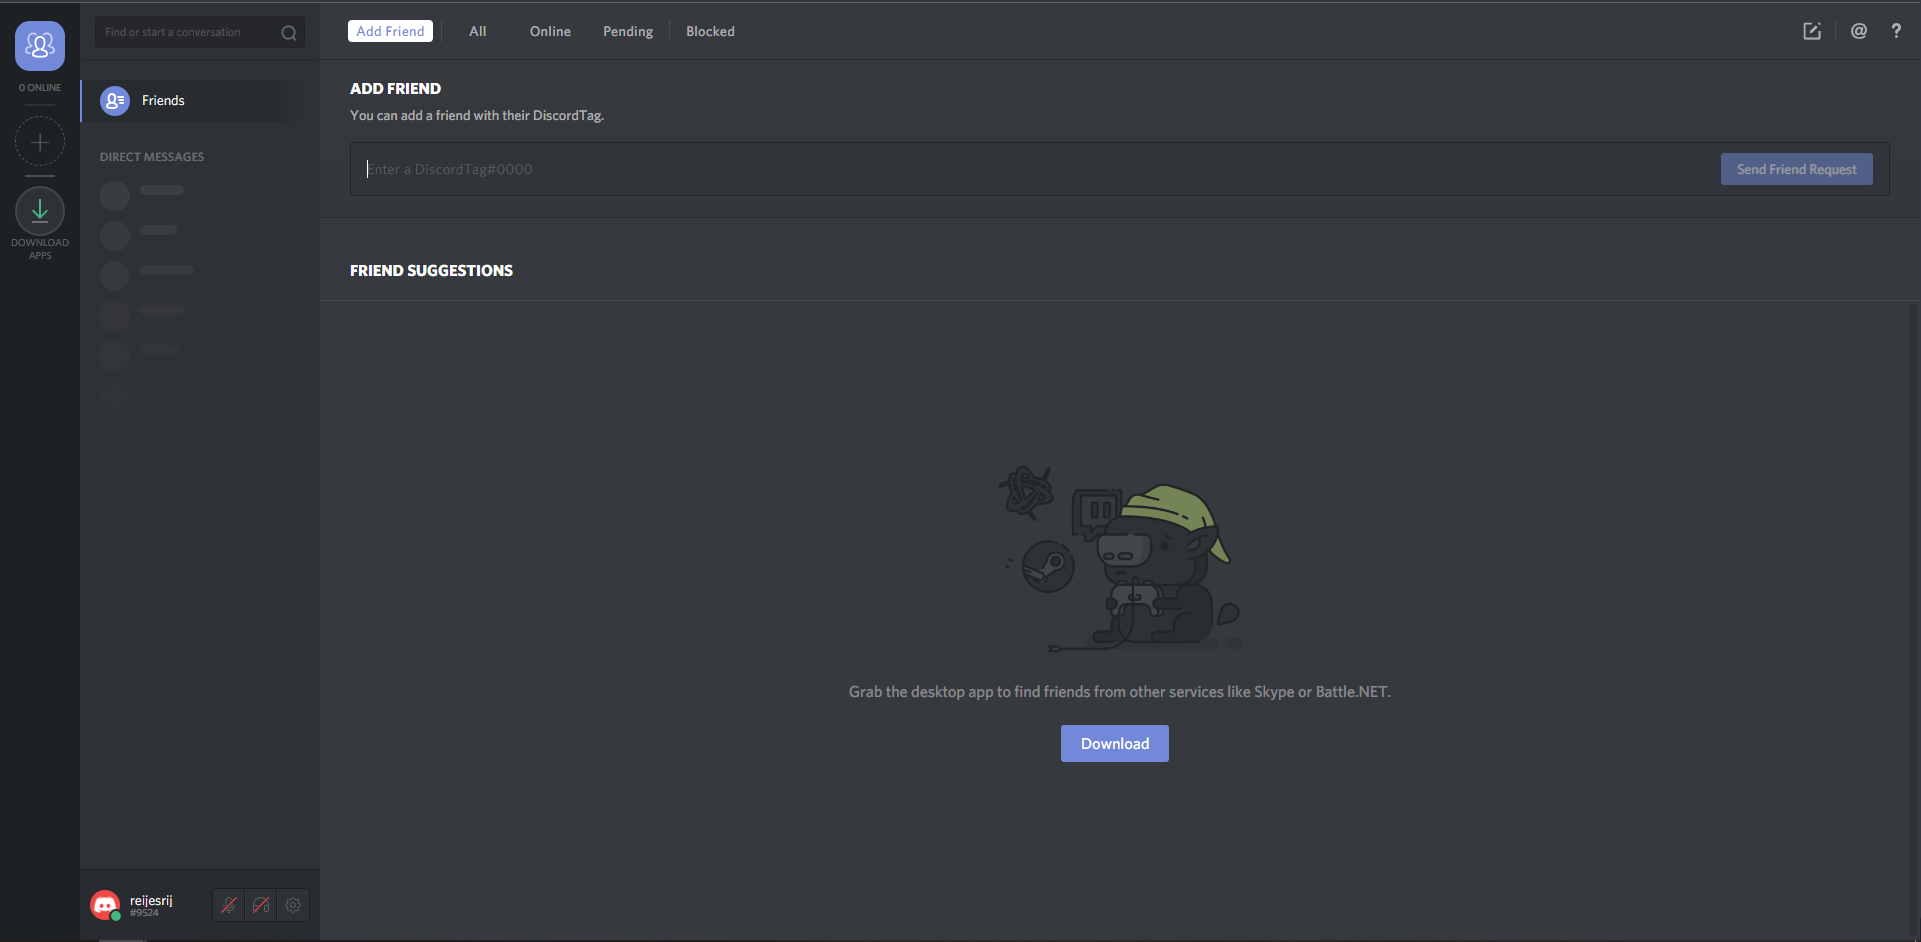 Find or start a conversation
Add Friend
All
Online
Pending
Blocked
@
?
0 ONLINE
Friends
ADD FRIEND
You can add a friend with their DiscordTag.
DIRECT MESSAGES
Enter a DiscordTag#0000
Send Friend Request
DOWNLOAD
APPS
FRIEND SUGGESTIONS
Grab the desktop app to find friends from other services like Skype or Battle.NET.
Download
reijesrij
#9524